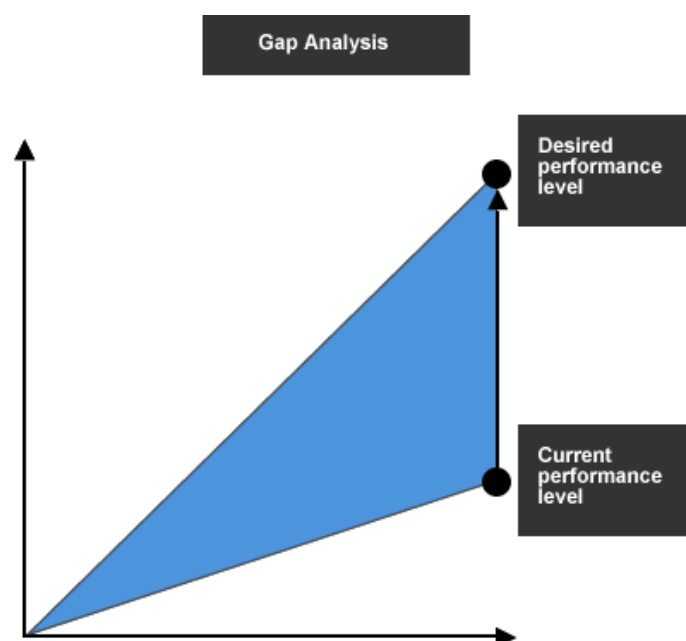 Gap Analysis
Desired
performance
level
Current
performance
level